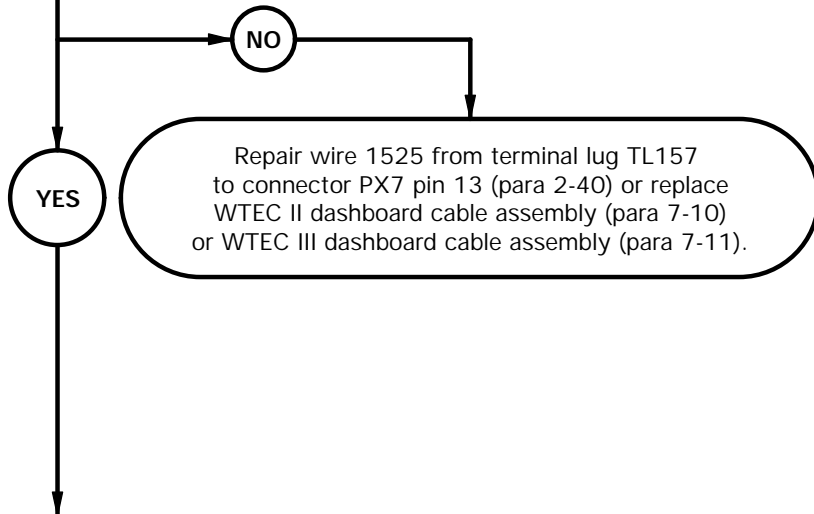 NO
YES
Repair wire 1525 from terminal lug TL157
to connector PX7 pin 13 (para 2-40) or replace
WTEC II dashboard cable assembly (para 7-10)
or WTEC III dashboard cable assembly (para 7-11).